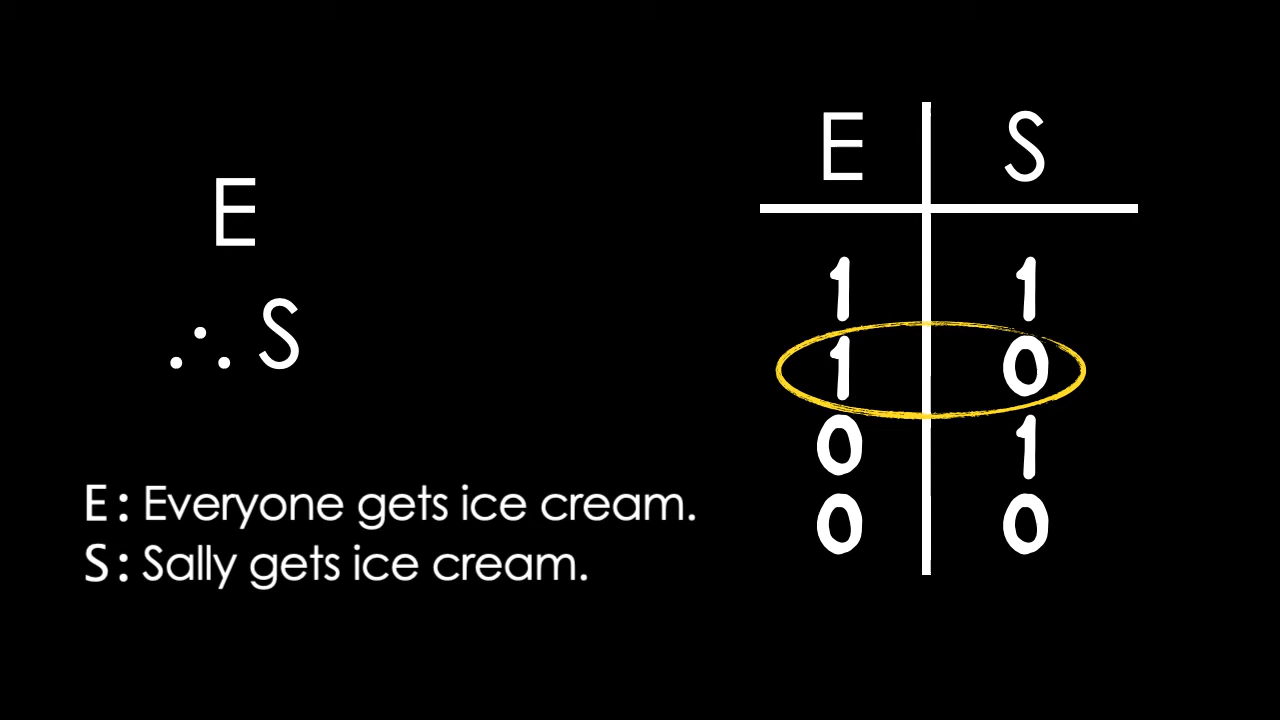 E
∴ S
E : Everyone gets ice cream.
S : Sally gets ice cream.
E S
1 1
1 0
0 1
0 0